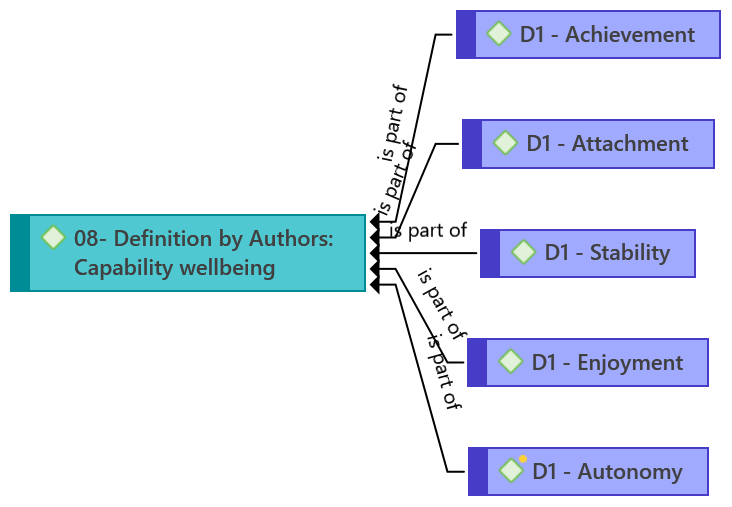 D1 - Achievement
is part of
D1 - Attachment
is part of
08- Definition by Authors:
Capability wellbeing
is part of
D1 - Stability
is part of
D1 - Enjoyment
is part of
D1 - Autonomy